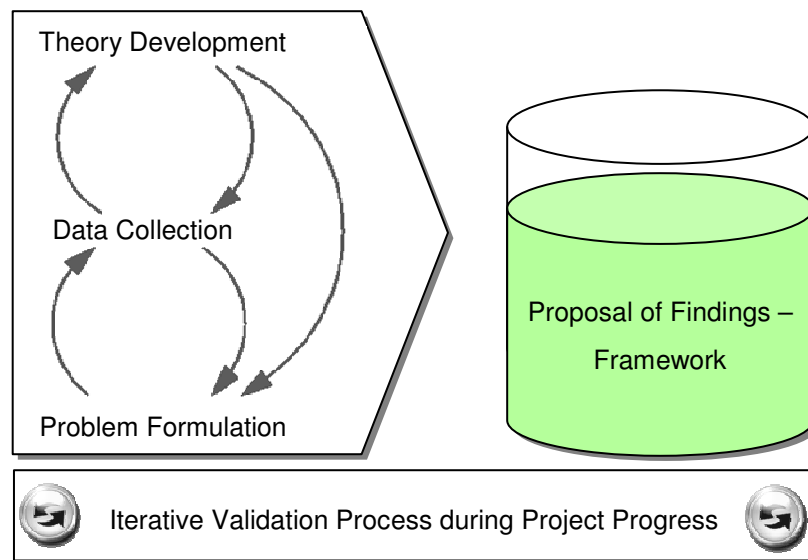 Theory Development
Data Collection
Problem Formulation
Proposal of Findings –
Framework
Iterative Validation Process during Project Progress